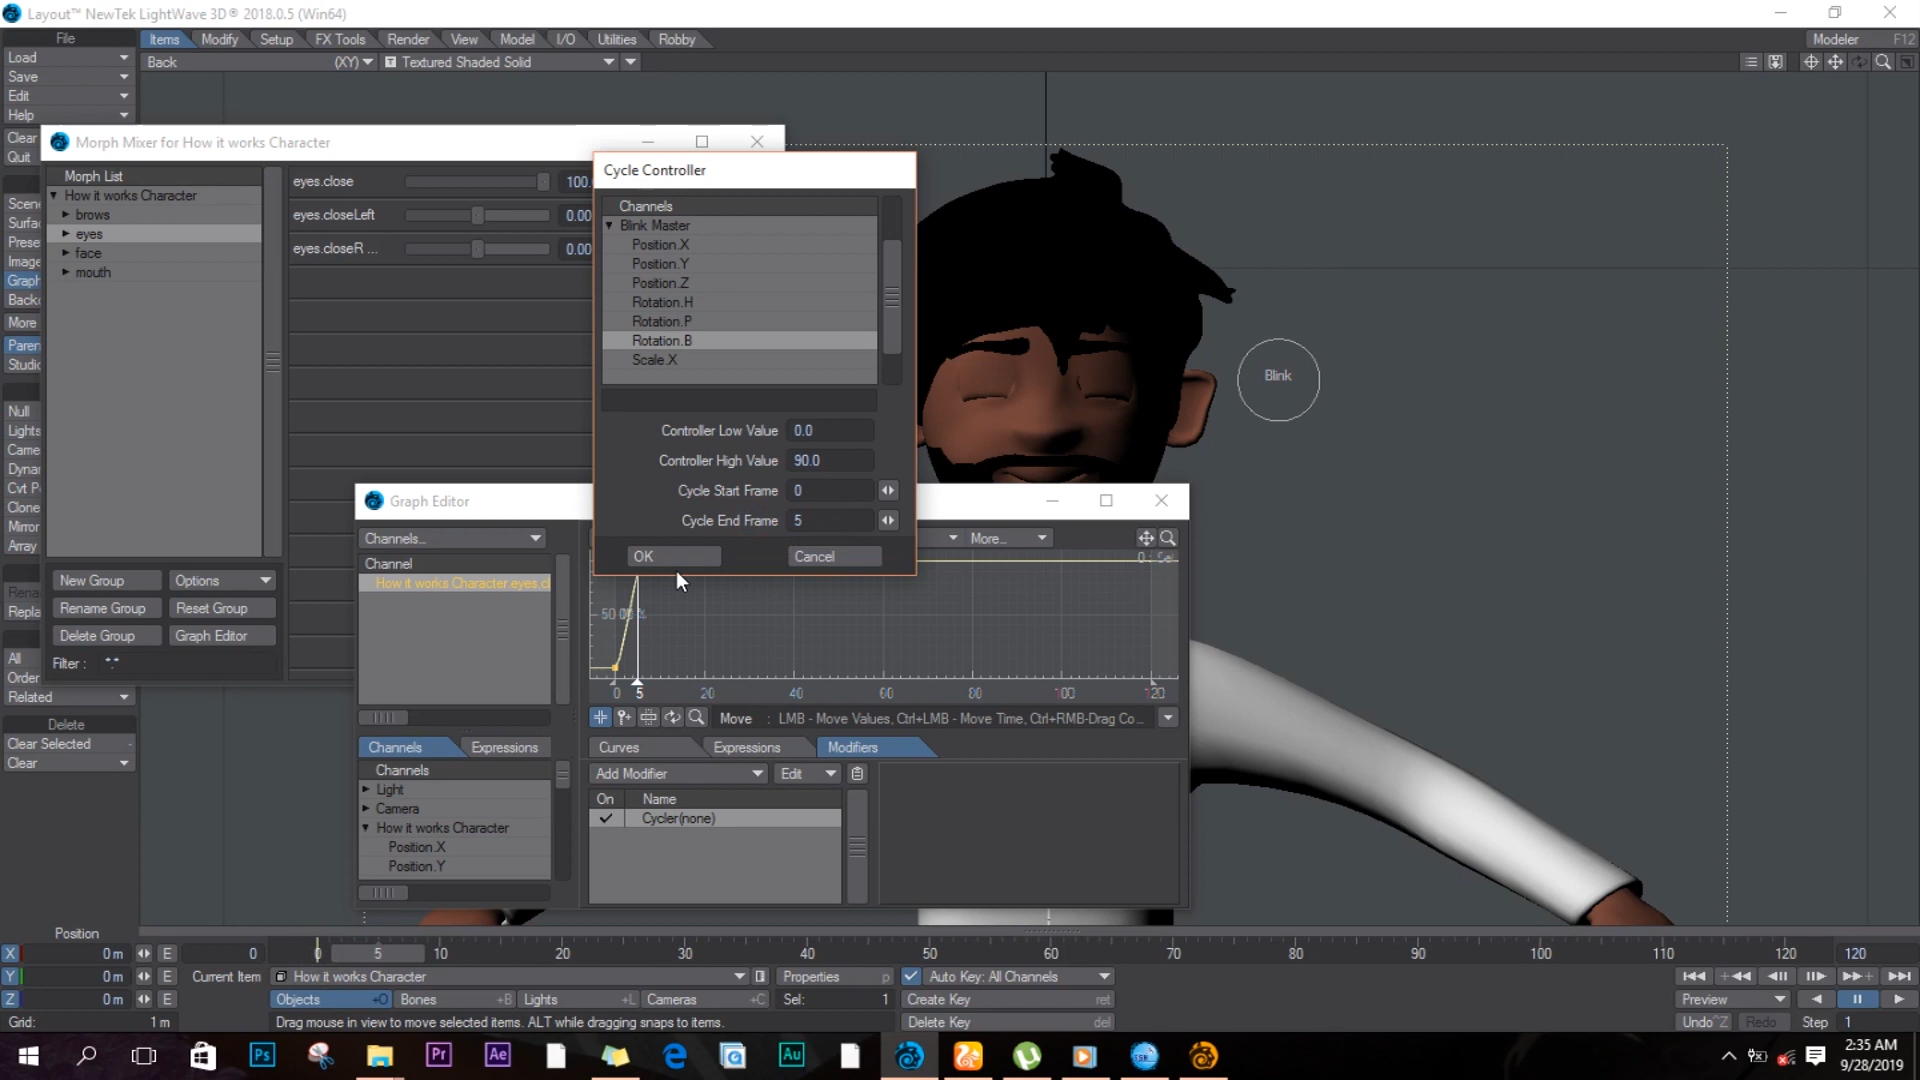 Layout™ NewTek LightWave 3D® 2018.0.5 (Win64)
File
Items Modify Setup FX Tools Render View Model I/O Utilities Robby
Modeler F12
Load
Back (XY) T Textured Shaded Solid
Save
Edit
Help
Clear
Quit
Morph Mixer for How it works Character
Morph List
How it works Character
brows
eyes
face
mouth
eyes.close 100.
eyes.closeLeft 0.00
eyes.closeR ... 0.00
New Group Options
Rename Group Reset Group
Delete Group Graph Editor
Filter : *.*
Scene
Surfa
Prese
Image
Graph
Backc
More
Paren
Studio
Null
Lights
Came
Dyna
Cvt P
Clone
Mirror
Array
Rena
Repla
All
Order
Related
Delete
Clear Selected -
Clear
Cycle Controller
Channels
Blink Master
Position.X
Position.Y
Position.Z
Rotation.H
Rotation.P
Rotation.B
Scale.X
Controller Low Value 0.0
Controller High Value 90.0
Cycle Start Frame 0
Cycle End Frame 5
OK Cancel
Blink
Graph Editor
Channels...
More...
Channel
How it works Character.eyes.cl
50.00 %
0 5 20 40 60 80 100 120
Move : LMB - Move Values, Ctrl+LMB - Move Time, Ctrl+RMB-Drag Co...
Channels Expressions
Curves Expressions Modifiers
Channels
Light
Camera
How it works Character
Position.X
Position.Y
Add Modifier Edit
On Name
Cycler(none)
Position
X 0 m E 0 0 5 10 20 30 40 50 60 70 80 90 100 110 120 120
Y 0 m E Current Item How it works Character Properties p Auto Key: All Channels
Z 0 m E Objects +O Bones +B Lights +L Cameras +C Sel: 1 Create Key ret Preview
Grid: 1 m Drag mouse in view to move selected items. ALT while dragging snaps to items. Delete Key del Undo^Z Redo Step 1
Ps Pr Ae Au
2:35 AM
9/28/2019